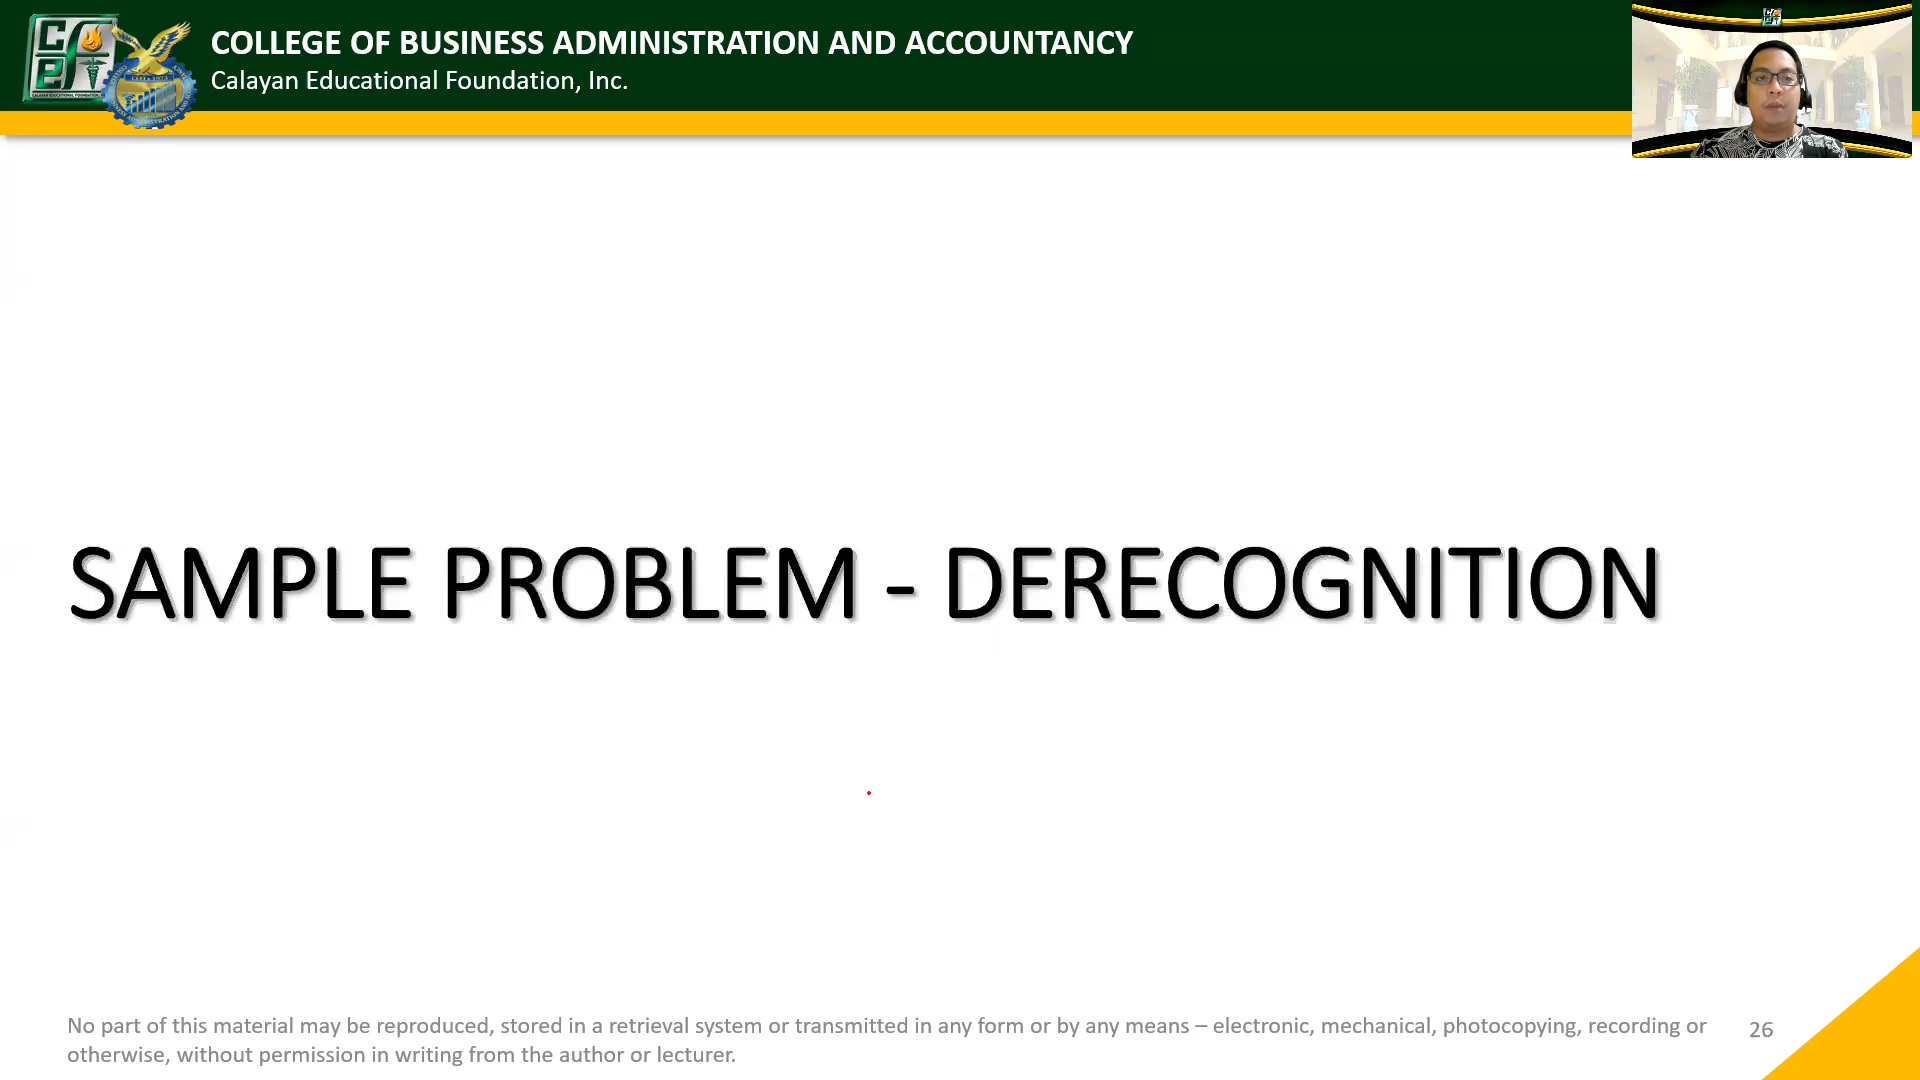 COLLEGE OF BUSINESS ADMINISTRATION AND ACCOUNTANCY
Calayan Educational Foundation, Inc.
SAMPLE PROBLEM - DERECOGNITION
No part of this material may be reproduced, stored in a retrieval system or transmitted in any form or by any means – electronic, mechanical, photocopying, recording or
otherwise, without permission in writing from the author or lecturer.
26